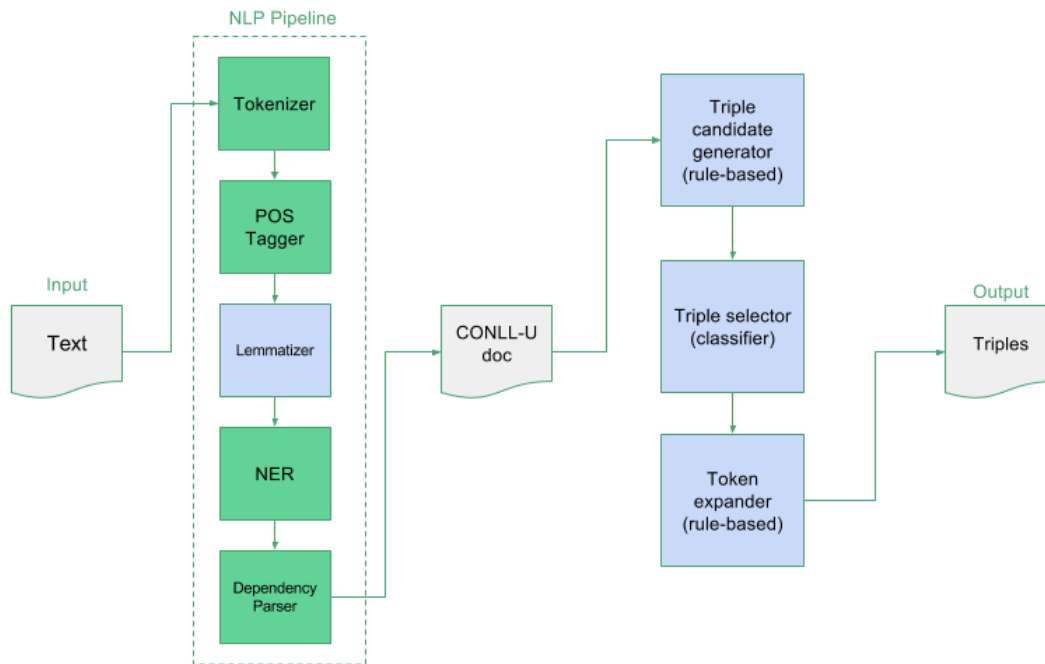 NLP Pipeline
Tokenizer
POS
Tagger
Lemmatizer
NER
Dependency
Parser
Input
Text
CONLL-U
doc
Triple
candidate
generator
(rule-based)
Triple selector
(classifier)
Token
expander
(rule-based)
Output
Triples